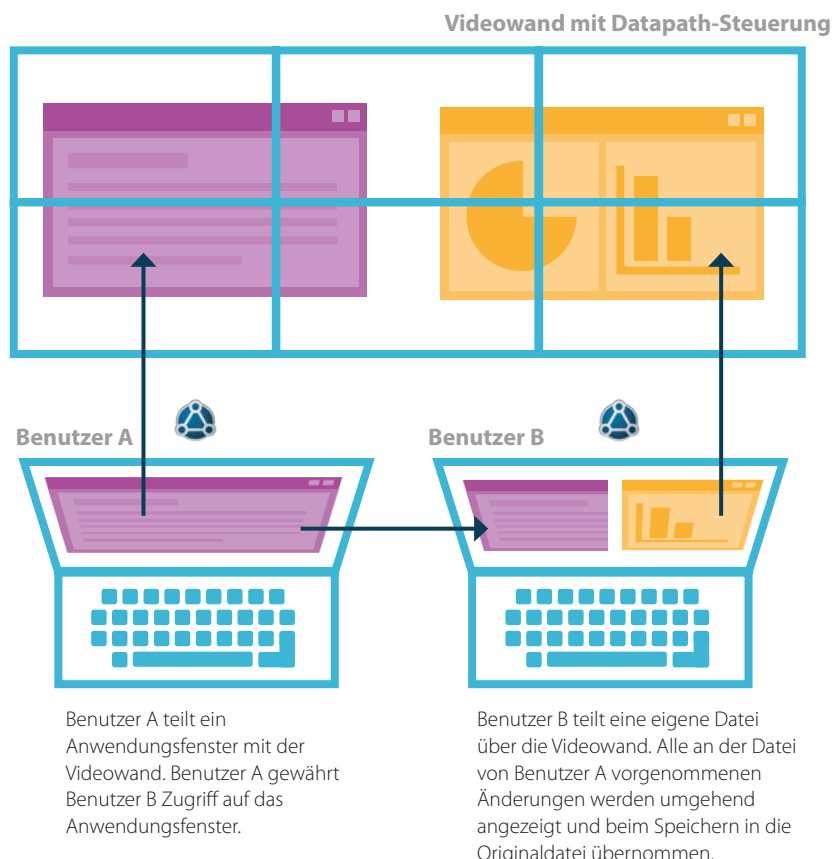 Videowand mit Datapath-Steuerung
Benutzer A
Benutzer B
Benutzer A teilt ein
Anwendungsfenster mit der
Videowand. Benutzer A gewährt
Benutzer B Zugriff auf das
Anwendungsfenster.
Benutzer B teilt eine eigene Datei
über die Videowand. Alle an der Datei
von Benutzer A vorgenommenen
Änderungen werden umgehend
angezeigt und beim Speichern in die
Originaldatei übernommen.